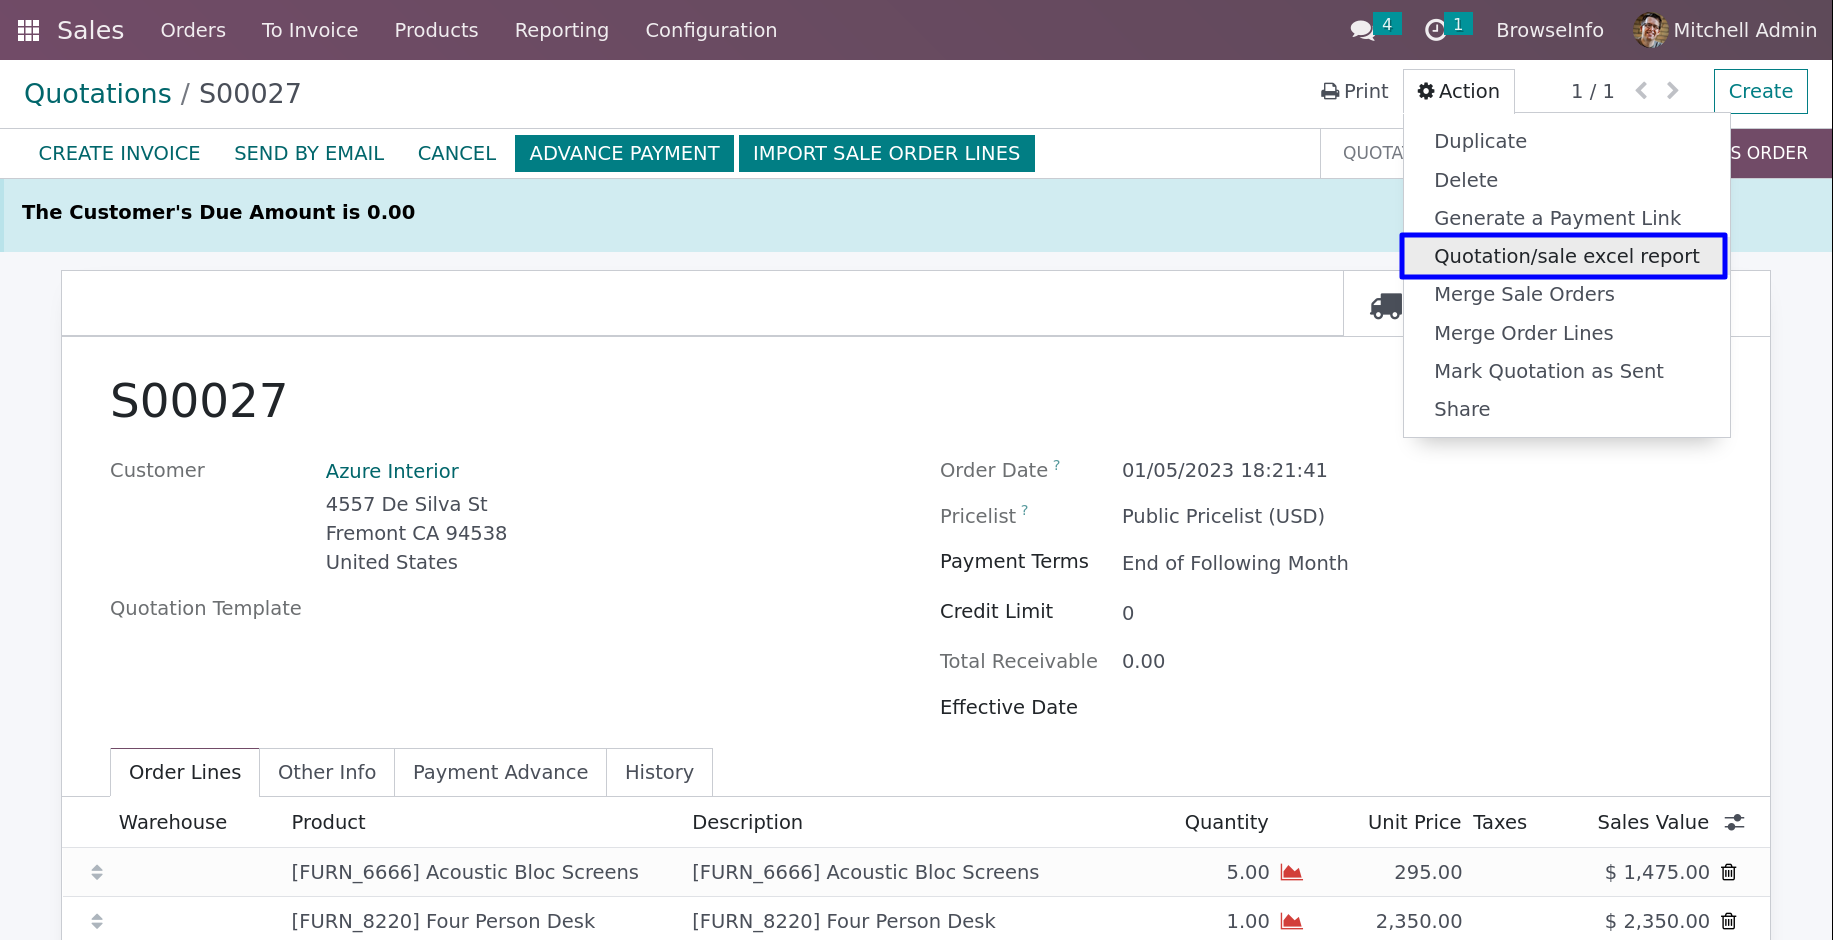 Sales Orders To Invoice Products Reporting Configuration 4 1 BrowseInfo Mitchell Admin
Quotations / S00027 Print Action 1 / 1 Create
CREATE INVOICE SEND BY EMAIL CANCEL ADVANCE PAYMENT IMPORT SALE ORDER LINES
S ORDER
Duplicate
Delete
Generate a Payment Link
Quotation/sale excel report
Merge Sale Orders
Merge Order Lines
Mark Quotation as Sent
Share
The Customer's Due Amount is 0.00
S00027
Customer Azure Interior
4557 De Silva St
Fremont CA 94538
United States
Quotation Template
Order Date ? 01/05/2023 18:21:41
Pricelist ? Public Pricelist (USD)
Payment Terms End of Following Month
Credit Limit 0
Total Receivable 0.00
Effective Date
Order Lines Other Info Payment Advance History
Warehouse Product Description Quantity Unit Price Taxes Sales Value
[FURN_6666] Acoustic Bloc Screens [FURN_6666] Acoustic Bloc Screens 5.00 295.00 $ 1,475.00
[FURN_8220] Four Person Desk [FURN_8220] Four Person Desk 1.00 2,350.00 $ 2,350.00